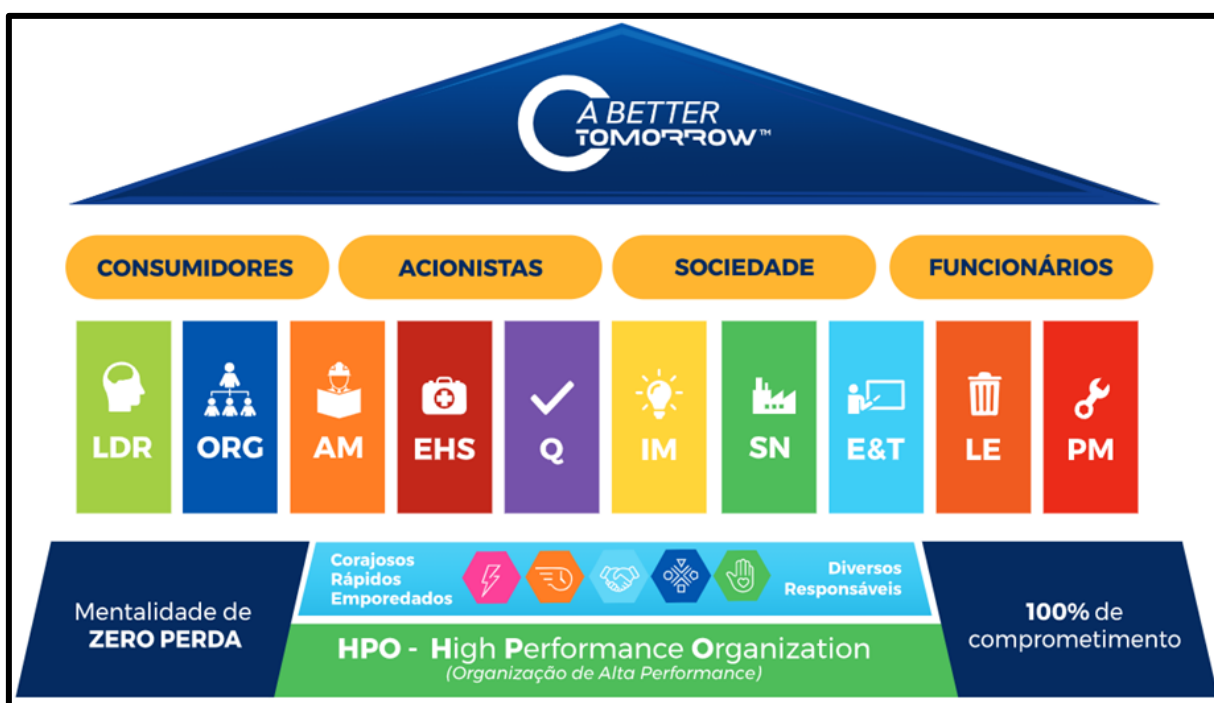 A BETTER
TOMORROW™
CONSUMIDORES
ACIONISTAS
SOCIEDADE
FUNCIONÁRIOS
LDR
ORG
AM
EHS
Q
IM
SN
E&T
LE
PM
Mentalidade de
ZERO PERDA
Corajosos
Rápidos
Emporedados
Diversos
Responsáveis
HPO - High Performance Organization
(Organização de Alta Performance)
100% de
comprometimento